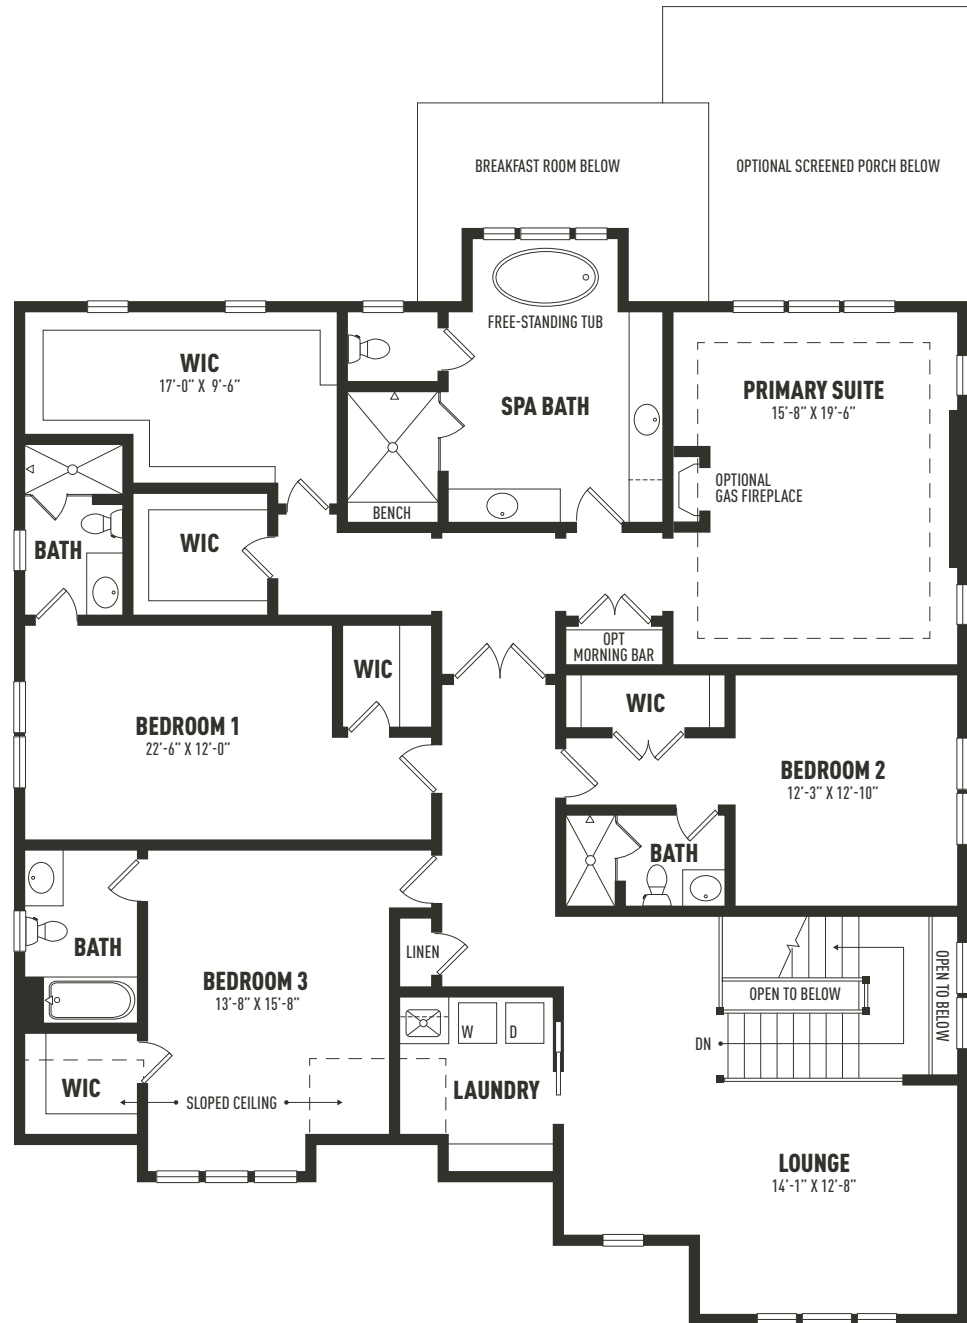 BREAKFAST ROOM BELOW
OPTIONAL SCREENED PORCH BELOW
FREE-STANDING TUB
WIC
17'-0" X 9'-6"
SPA BATH
PRIMARY SUITE
15'-8" X 19'-6"
OPTIONAL
GAS FIREPLACE
BENCH
BATH
WIC
OPT
MORNING BAR
WIC
WIC
BEDROOM 1
22'-6" X 12'-0"
BEDROOM 2
12'-3" X 12'-10"
BATH
BATH
LINEN
BEDROOM 3
13'-8" X 15'-8"
OPEN TO BELOW
OPEN TO BELOW
W
D
DN
WIC
SLOPED CEILING
LAUNDRY
LOUNGE
14'-1" X 12'-8"